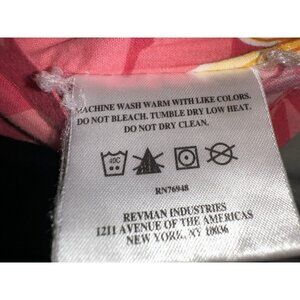 MACHINE WASH WARM WITH LIKE COLORS.
DO NOT BLEACH. TUMBLE DRY LOW HEAT.
DO NOT DRY CLEAN.
40C
RN76948
REVMAN INDUSTRIES
1211 AVENUE OF THE AMERICAS
NEW YORK, NY 10036